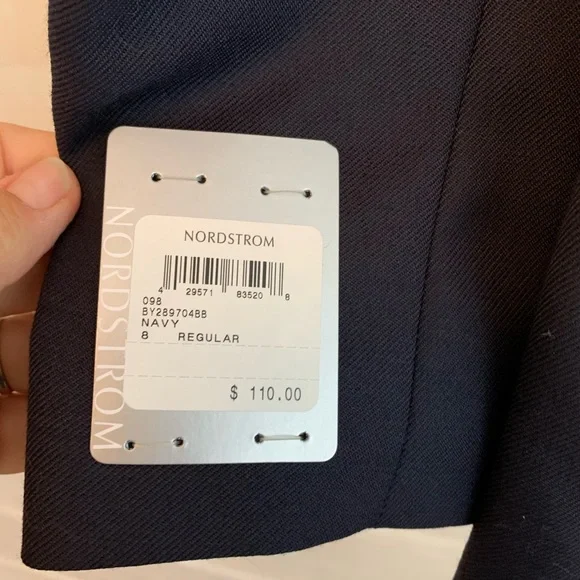 NORDSTROM
NORDSTROM
4 29571 83520 8
098
BY289704BB
NAVY
8 REGULAR
$ 110.00